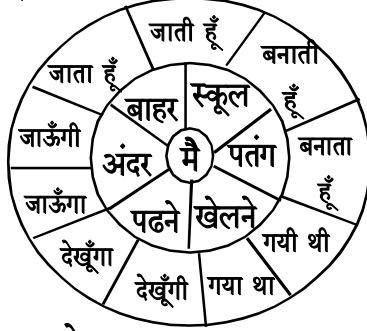 जाती हूँ
बनाती
हूँ
बनाता
हूँ
गयी थी
गया था
देखूँगी
देखूँगा
जाऊँगा
जाऊँगी
जाता हूँ
बाहर
स्कूल
पतंग
खेलने
पढने
अंदर
मै